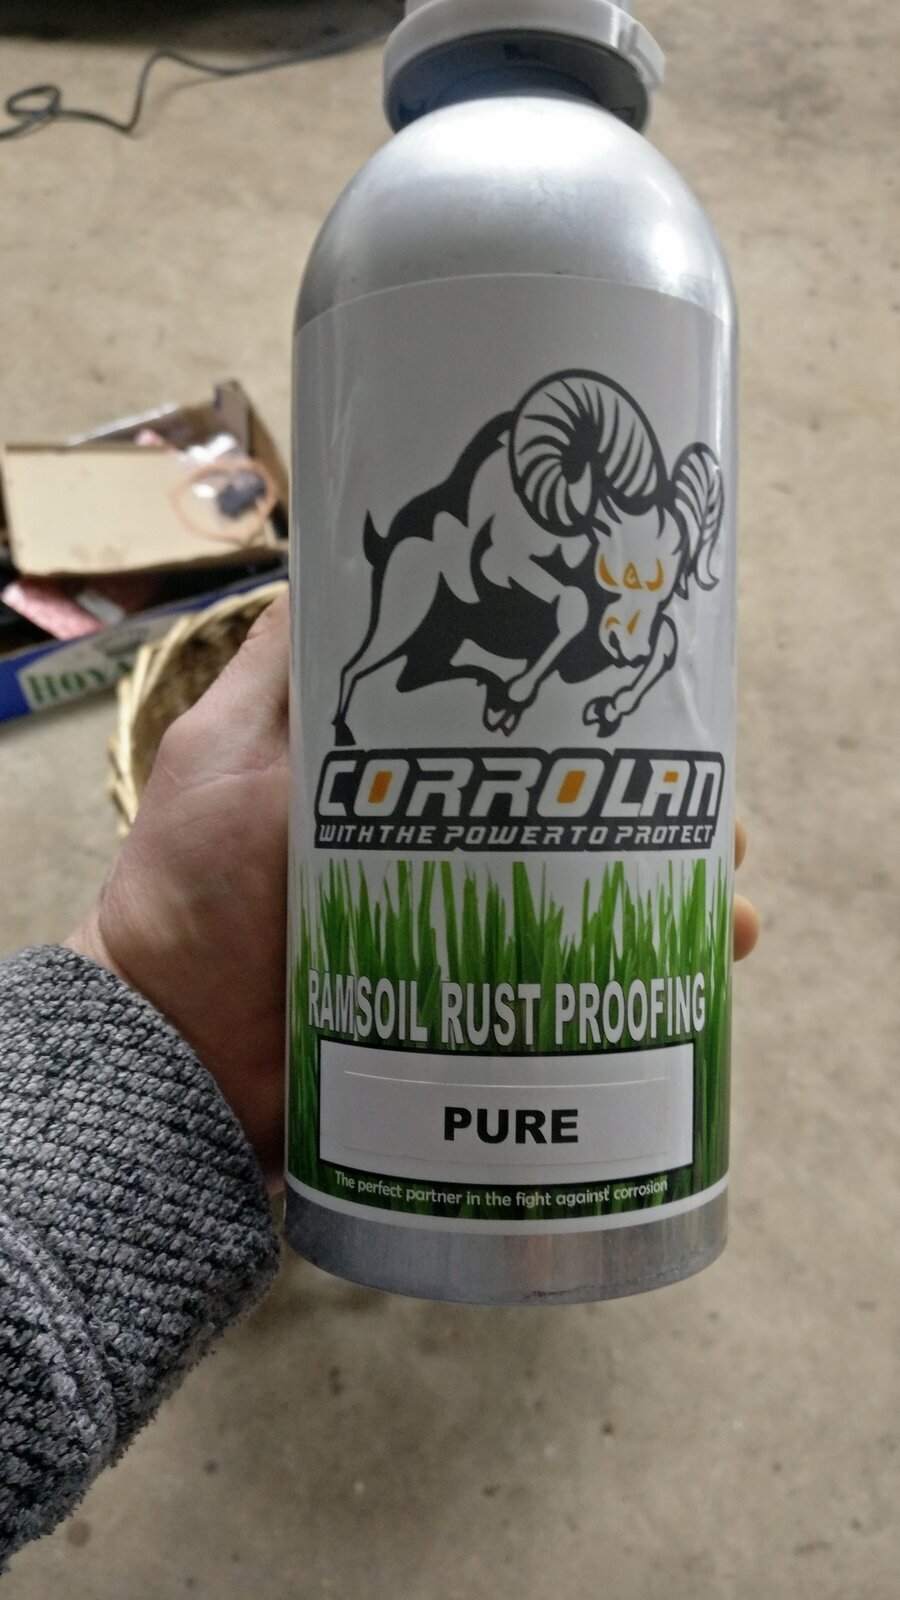 CORROLAN
WITH THE POWER TO PROTECT
RAMSOIL RUST PROOFING
PURE
The perfect partner in the fight against corrosion